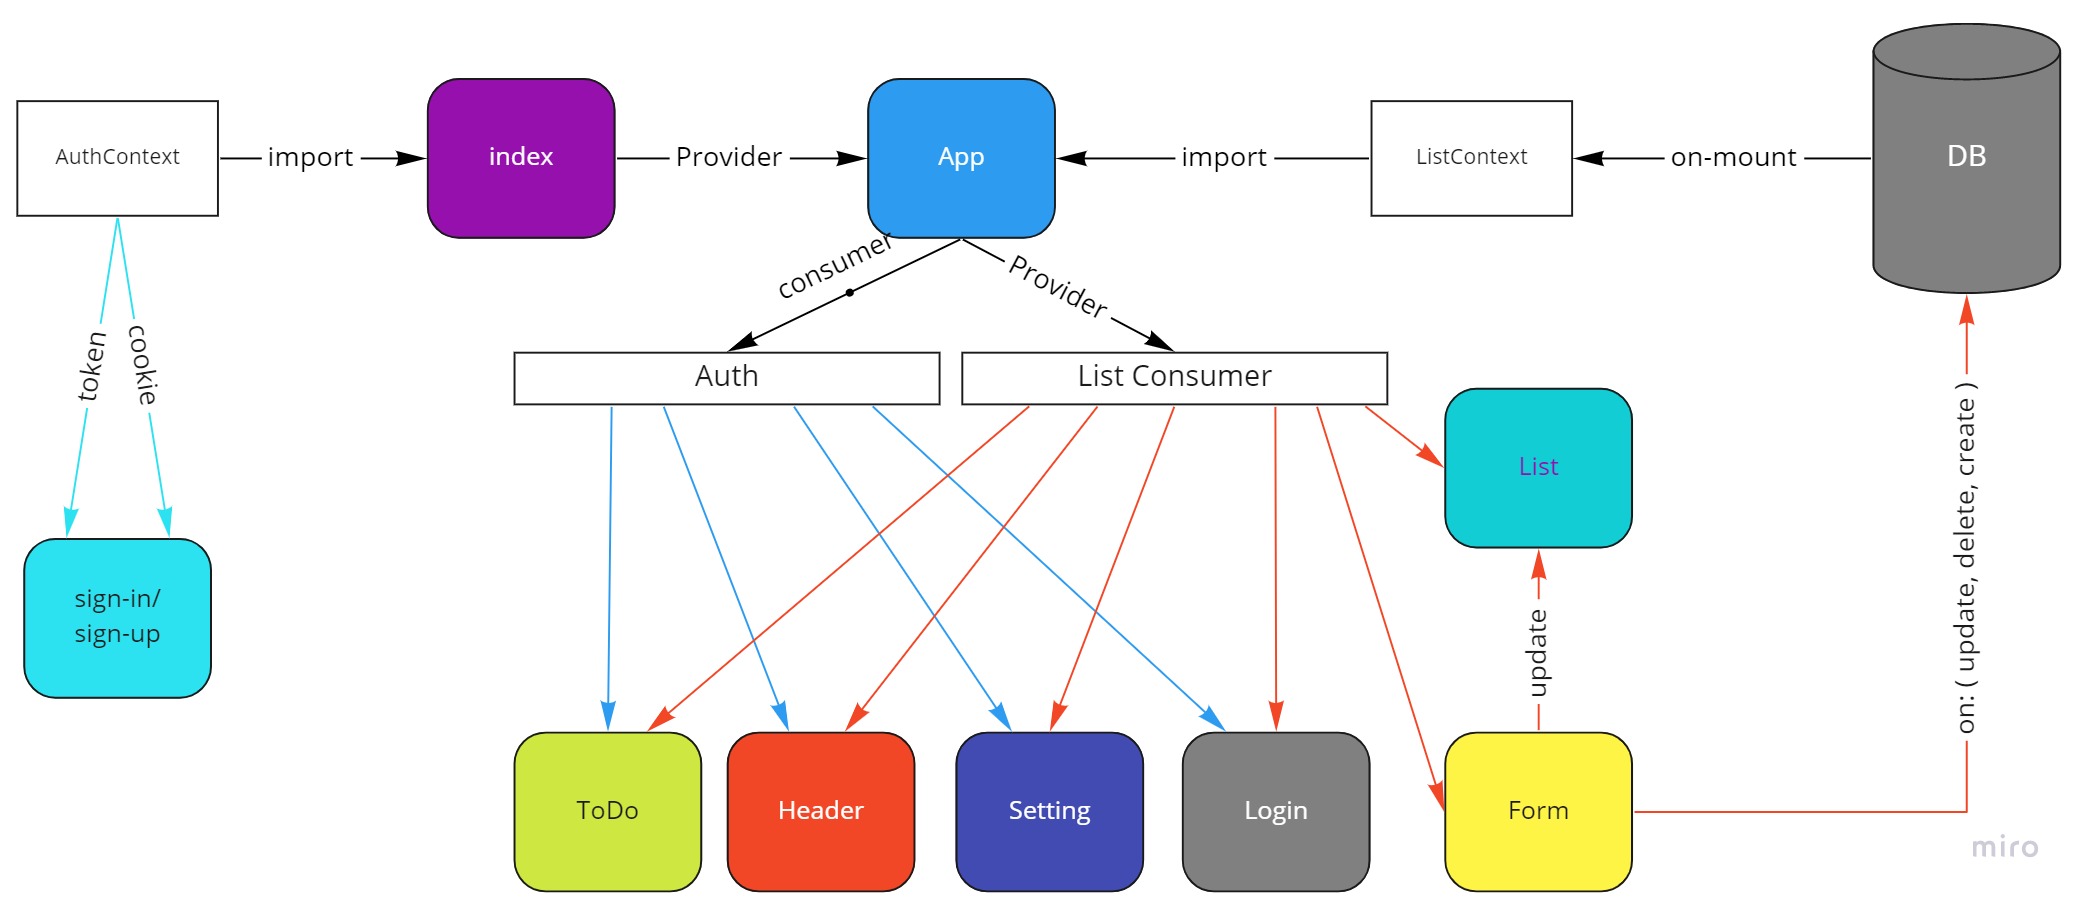 AuthContext
import
index
Provider
App
import
ListContext
on-mount
DB
consumer
Provider
token
cookie
Auth
List Consumer
List
on: ( update, delete, create )
sign-in/
sign-up
update
ToDo
Header
Setting
Login
Form
miro